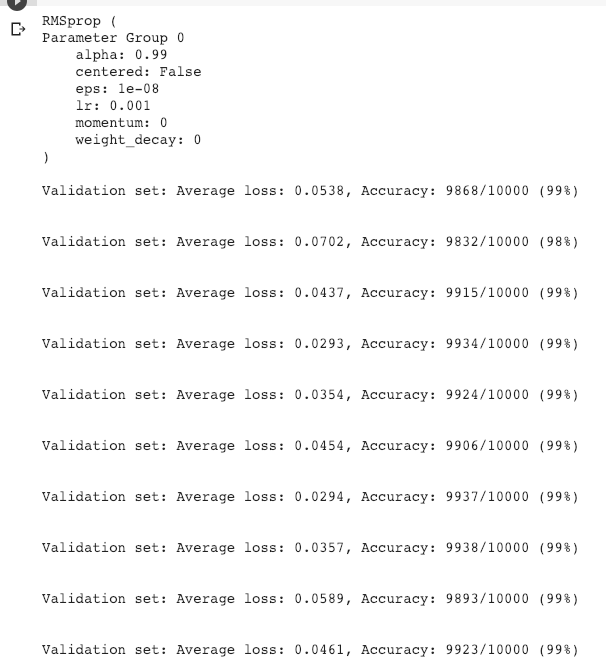 RMSprop (
Parameter Group 0
    alpha: 0.99
    centered: False
    eps: 1e-08
    lr: 0.001
    momentum: 0
    weight_decay: 0
)
Validation set: Average loss: 0.0538, Accuracy: 9868/10000 (99%)
Validation set: Average loss: 0.0702, Accuracy: 9832/10000 (98%)
Validation set: Average loss: 0.0437, Accuracy: 9915/10000 (99%)
Validation set: Average loss: 0.0293, Accuracy: 9934/10000 (99%)
Validation set: Average loss: 0.0354, Accuracy: 9924/10000 (99%)
Validation set: Average loss: 0.0454, Accuracy: 9906/10000 (99%)
Validation set: Average loss: 0.0294, Accuracy: 9937/10000 (99%)
Validation set: Average loss: 0.0357, Accuracy: 9938/10000 (99%)
Validation set: Average loss: 0.0589, Accuracy: 9893/10000 (99%)
Validation set: Average loss: 0.0461, Accuracy: 9923/10000 (99%)